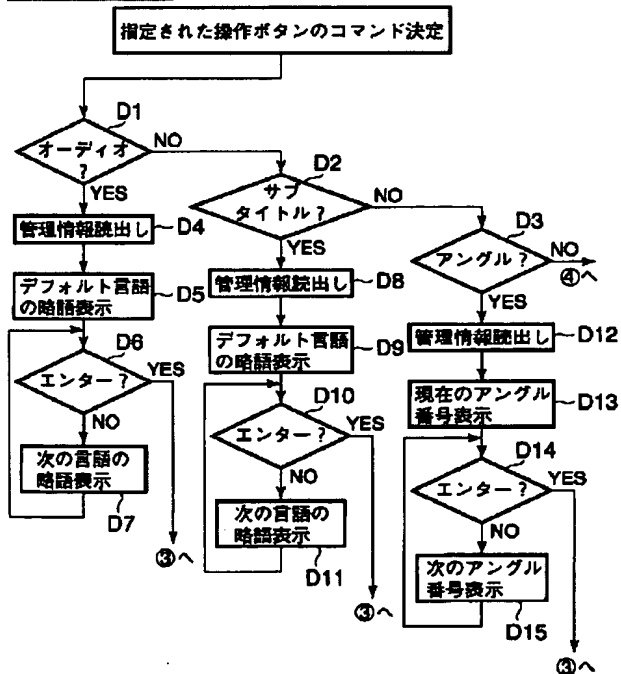 指定された操作ボタンのコマンド決定
D1
オーディオ
?
NO
YES
管理情報読出し
D4
デフォルト言語
の略語表示
D5
D6
エンター?
YES
NO
次の言語の
略語表示
D7
③へ
D2
サブ
タイトル?
NO
YES
管理情報読出し
D8
デフォルト言語
の略語表示
D9
D10
エンター?
YES
NO
次の言語の
略語表示
D11
③へ
D3
アングル?
NO
④へ
YES
管理情報読出し
D12
現在のアングル
番号表示
D13
D14
エンター?
YES
NO
次のアングル
番号表示
D15
③へ